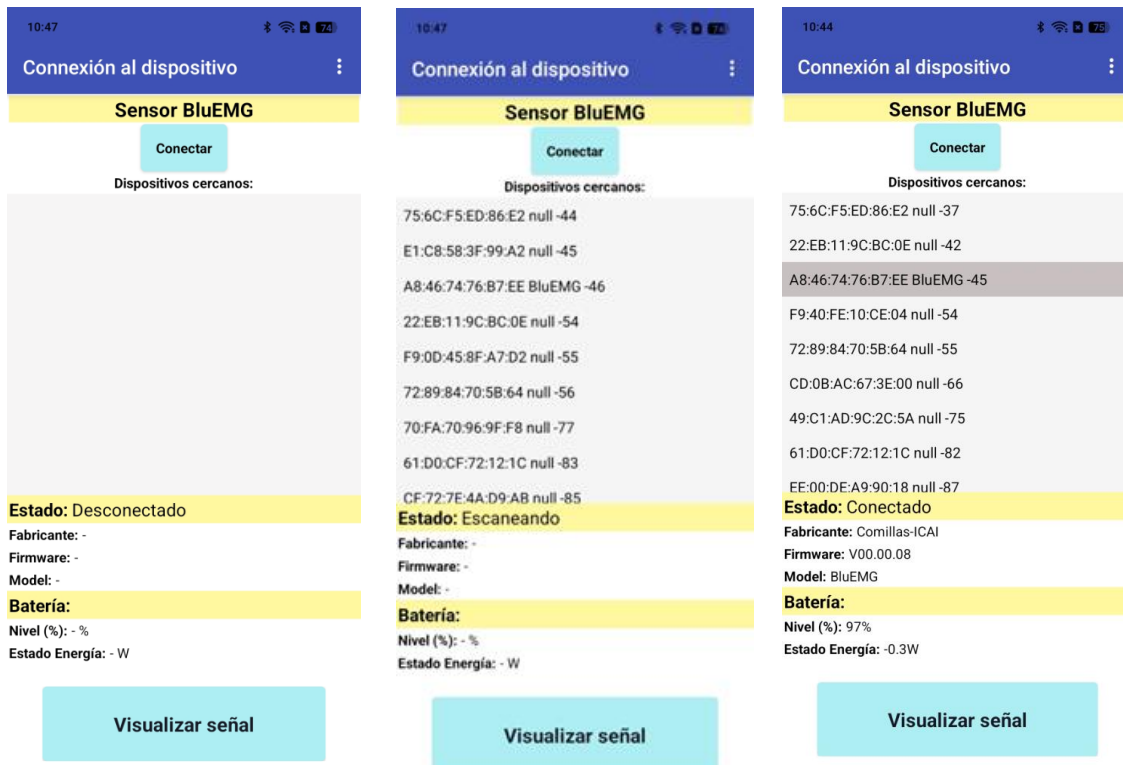 10:47
74
Connexión al dispositivo
Sensor BluEMG
Conectar
Dispositivos cercanos:
Estado: Desconectado
Fabricante: -
Firmware: -
Model: -
Batería:
Nivel (%): - %
Estado Energía: - W
Visualizar señal
10:47
74
Connexión al dispositivo
Sensor BluEMG
Conectar
Dispositivos cercanos:
75:6C:F5:ED:86:E2 null -44
E1:C8:58:3F:99:A2 null -45
A8:46:74:76:B7:EE BluEMG -46
22:EB:11:9C:BC:0E null -54
F9:0D:45:8F:A7:D2 null -55
72:89:84:70:5B:64 null -56
70:FA:70:96:9F:F8 null -77
61:D0:CF:72:12:1C null -83
CF:72:7E:4A:D9:AB null -85
Estado: Escaneando
Fabricante: -
Firmware: -
Model: -
Batería:
Nivel (%): - %
Estado Energía: - W
Visualizar señal
10:44
75
Connexión al dispositivo
Sensor BluEMG
Conectar
Dispositivos cercanos:
75:6C:F5:ED:86:E2 null -37
22:EB:11:9C:BC:0E null -42
A8:46:74:76:B7:EE BluEMG -45
F9:40:FE:10:CE:04 null -54
72:89:84:70:5B:64 null -55
CD:0B:AC:67:3E:00 null -66
49:C1:AD:9C:2C:5A null -75
61:D0:CF:72:12:1C null -82
EE:00:DE:A9:90:18 null -87
Estado: Conectado
Fabricante: Comillas-ICAI
Firmware: V00.00.08
Model: BluEMG
Batería:
Nivel (%): 97%
Estado Energía: -0.3W
Visualizar señal